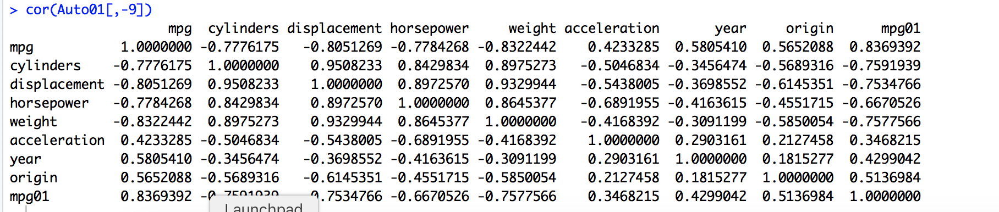 > cor(Auto01[,-9])
mpg cylinders displacement horsepower weight acceleration year origin mpg01
mpg 1.0000000 -0.7776175 -0.8051269 -0.7784268 -0.8322442 0.4233285 0.5805410 0.5652088 0.8369392
cylinders -0.7776175 1.0000000 0.9508233 0.8429834 0.8975273 -0.5046834 -0.3456474 -0.5689316 -0.7591939
displacement -0.8051269 0.9508233 1.0000000 0.8972570 0.9329944 -0.5438005 -0.3698552 -0.6145351 -0.7534766
horsepower -0.7784268 0.8429834 0.8972570 1.0000000 0.8645377 -0.6891955 -0.4163615 -0.4551715 -0.6670526
weight -0.8322442 0.8975273 0.9329944 0.8645377 1.0000000 -0.4168392 -0.3091199 -0.5850054 -0.7577566
acceleration 0.4233285 -0.5046834 -0.5438005 -0.6891955 -0.4168392 1.0000000 0.2903161 0.2127458 0.3468215
year 0.5805410 -0.3456474 -0.3698552 -0.4163615 -0.3091199 0.2903161 1.0000000 0.1815277 0.4299042
origin 0.5652088 -0.5689316 -0.6145351 -0.4551715 -0.5850054 0.2127458 0.1815277 1.0000000 0.5136984
mpg01 0.8369392 -0.7591939 0.7534766 -0.6670526 -0.7577566 0.3468215 0.4299042 0.5136984 1.0000000
Launchpad